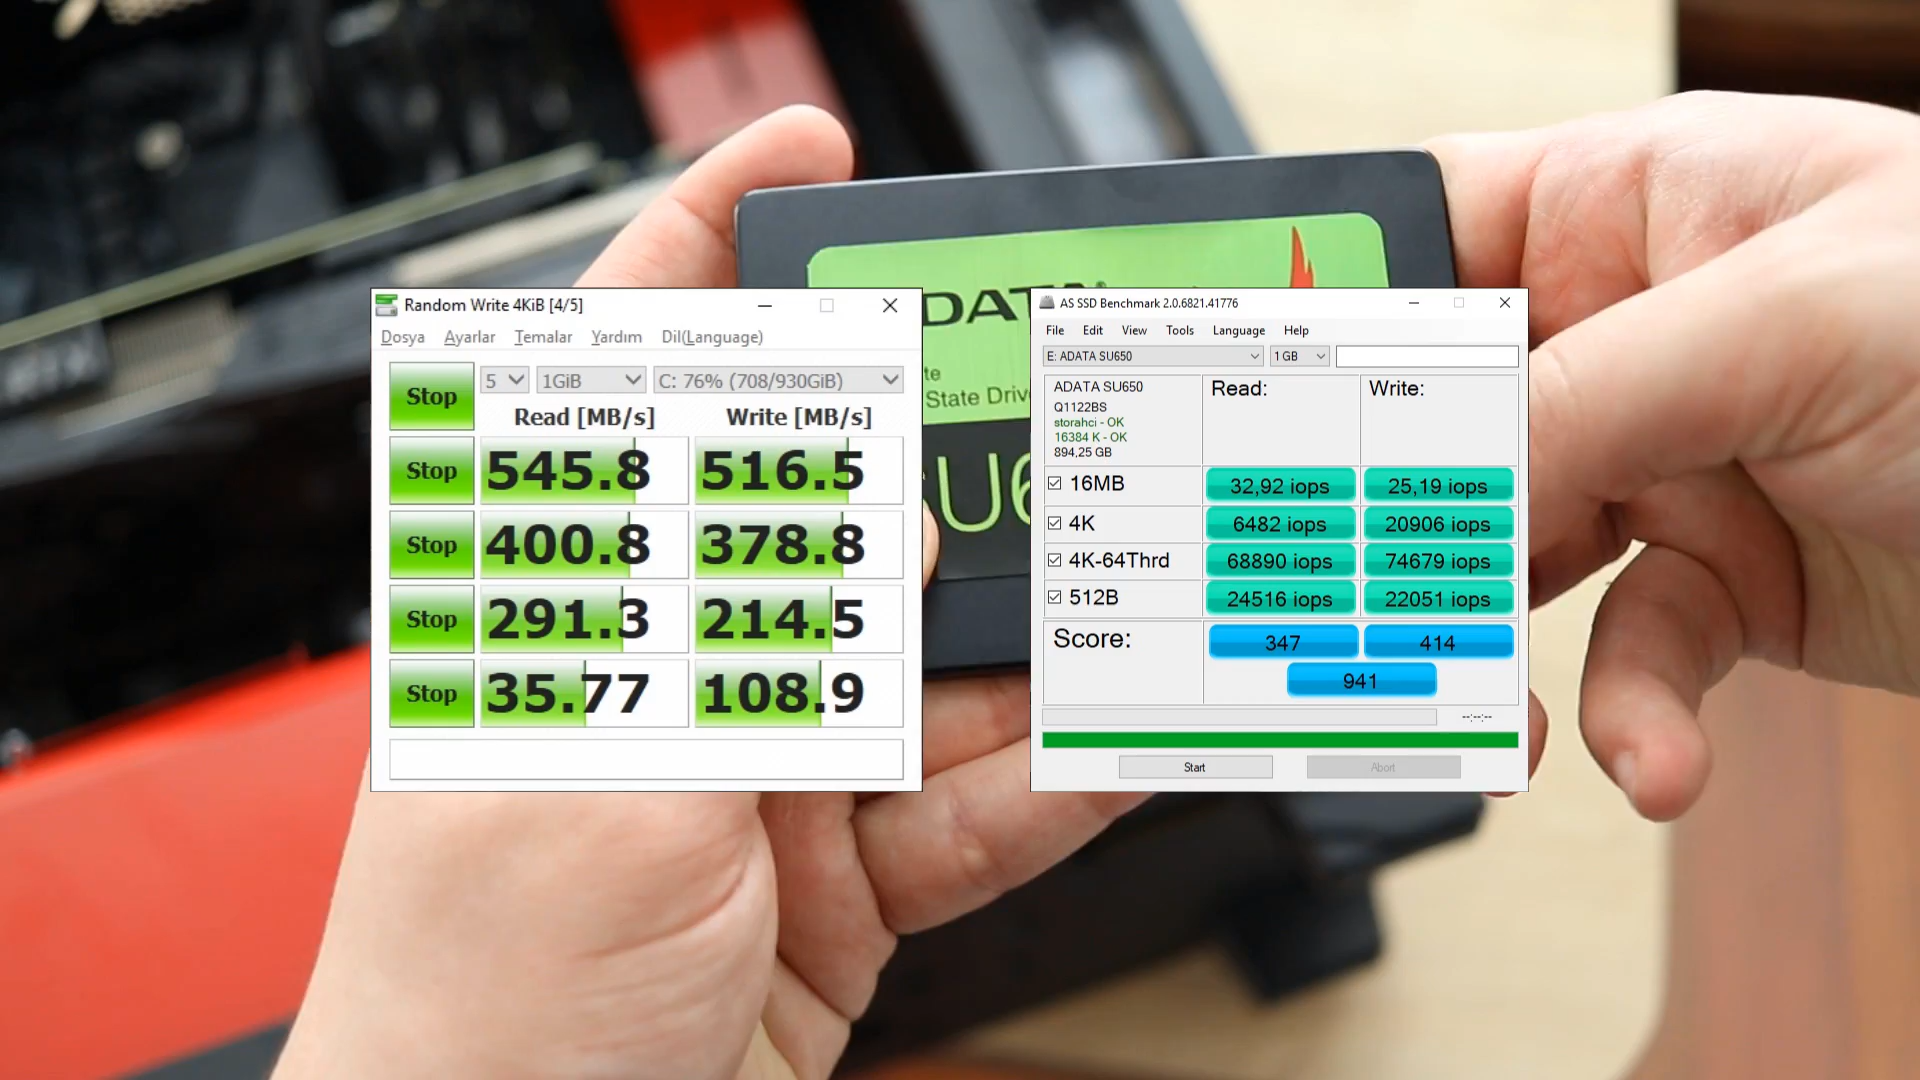 Random Write 4KiB [4/5]
Dosya Ayarlar Temalar Yardım Dil(Language)
Stop 5 1GiB C: 76% (708/930GiB)
Read [MB/s] Write [MB/s]
Stop 545.8 516.5
Stop 400.8 378.8
Stop 291.3 214.5
Stop 35.77 108.9
DATA
State Drive
SU6
AS SSD Benchmark 2.0.6821.41776
File Edit View Tools Language Help
E: ADATA SU650 1 GB
ADATA SU650
Q1122BS
storahci - OK
16384 K - OK
894,25 GB
Read: Write:
16MB 32,92 iops 25,19 iops
4K 6482 iops 20906 iops
4K-64Thrd 68890 iops 74679 iops
512B 24516 iops 22051 iops
Score: 347 414
941
--:--:--
Start Abort